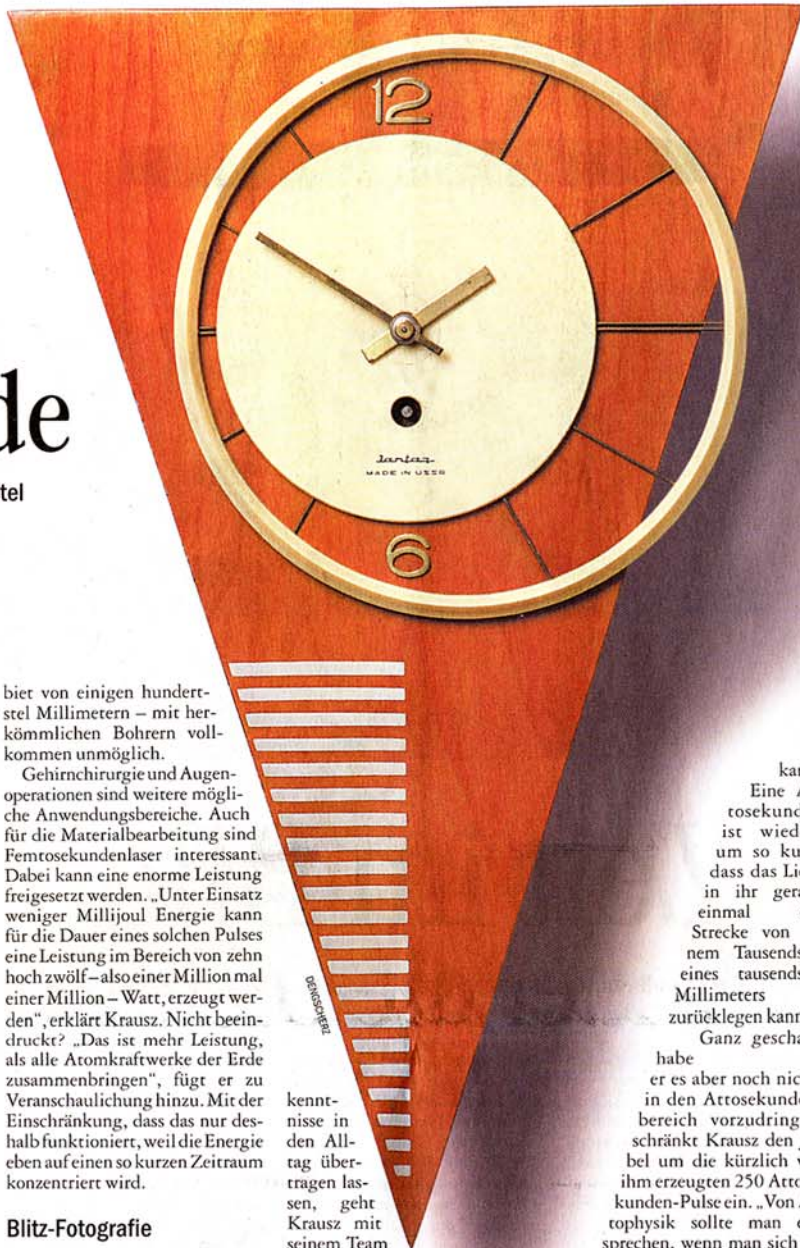 12
Jantar
MADE IN USSR
6
de
tel
biet von einigen hundert-
stel Millimetern – mit her-
kömmlichen Bohrern voll-
kommen unmöglich.
Gehirnchirurgie und Augen-
operationen sind weitere mögli-
che Anwendungsbereiche. Auch
für die Materialbearbeitung sind
Femtosekundenlaser interessant.
Dabei kann eine enorme Leistung
freigesetzt werden. „Unter Einsatz
weniger Millijoul Energie kann
für die Dauer eines solchen Pulses
eine Leistung im Bereich von zehn
hoch zwölf – also einer Million mal
einer Million – Watt, erzeugt wer-
den“, erklärt Krausz. Nicht beein-
druckt? „Das ist mehr Leistung,
als alle Atomkraftwerke der Erde
zusammenbringen“, fügt er zu
Veranschaulichung hinzu. Mit der
Einschränkung, dass das nur des-
halb funktioniert, weil die Energie
eben auf einen so kurzen Zeitraum
konzentriert wird.
Blitz-Fotografie
DENGSCHERZ
kennt-
nisse in
den All-
tag über-
tragen las-
sen, geht
Krausz mit
seinem Team
kan
Eine A
tosekund
ist wied
um so ku
dass das Lic
in ihr gera
einmal
Strecke von
nem Tausends
eines tausends
Millimeters
zurücklegen kann
Ganz gescha
habe
er es aber noch nic
in den Attosekunde
bereich vorzudring
schränkt Krausz den
bel um die kürzlich v
ihm erzeugten 250 Atto
kunden-Pulse ein. „Von A
tophysik sollte man e
sprechen, wenn man sich